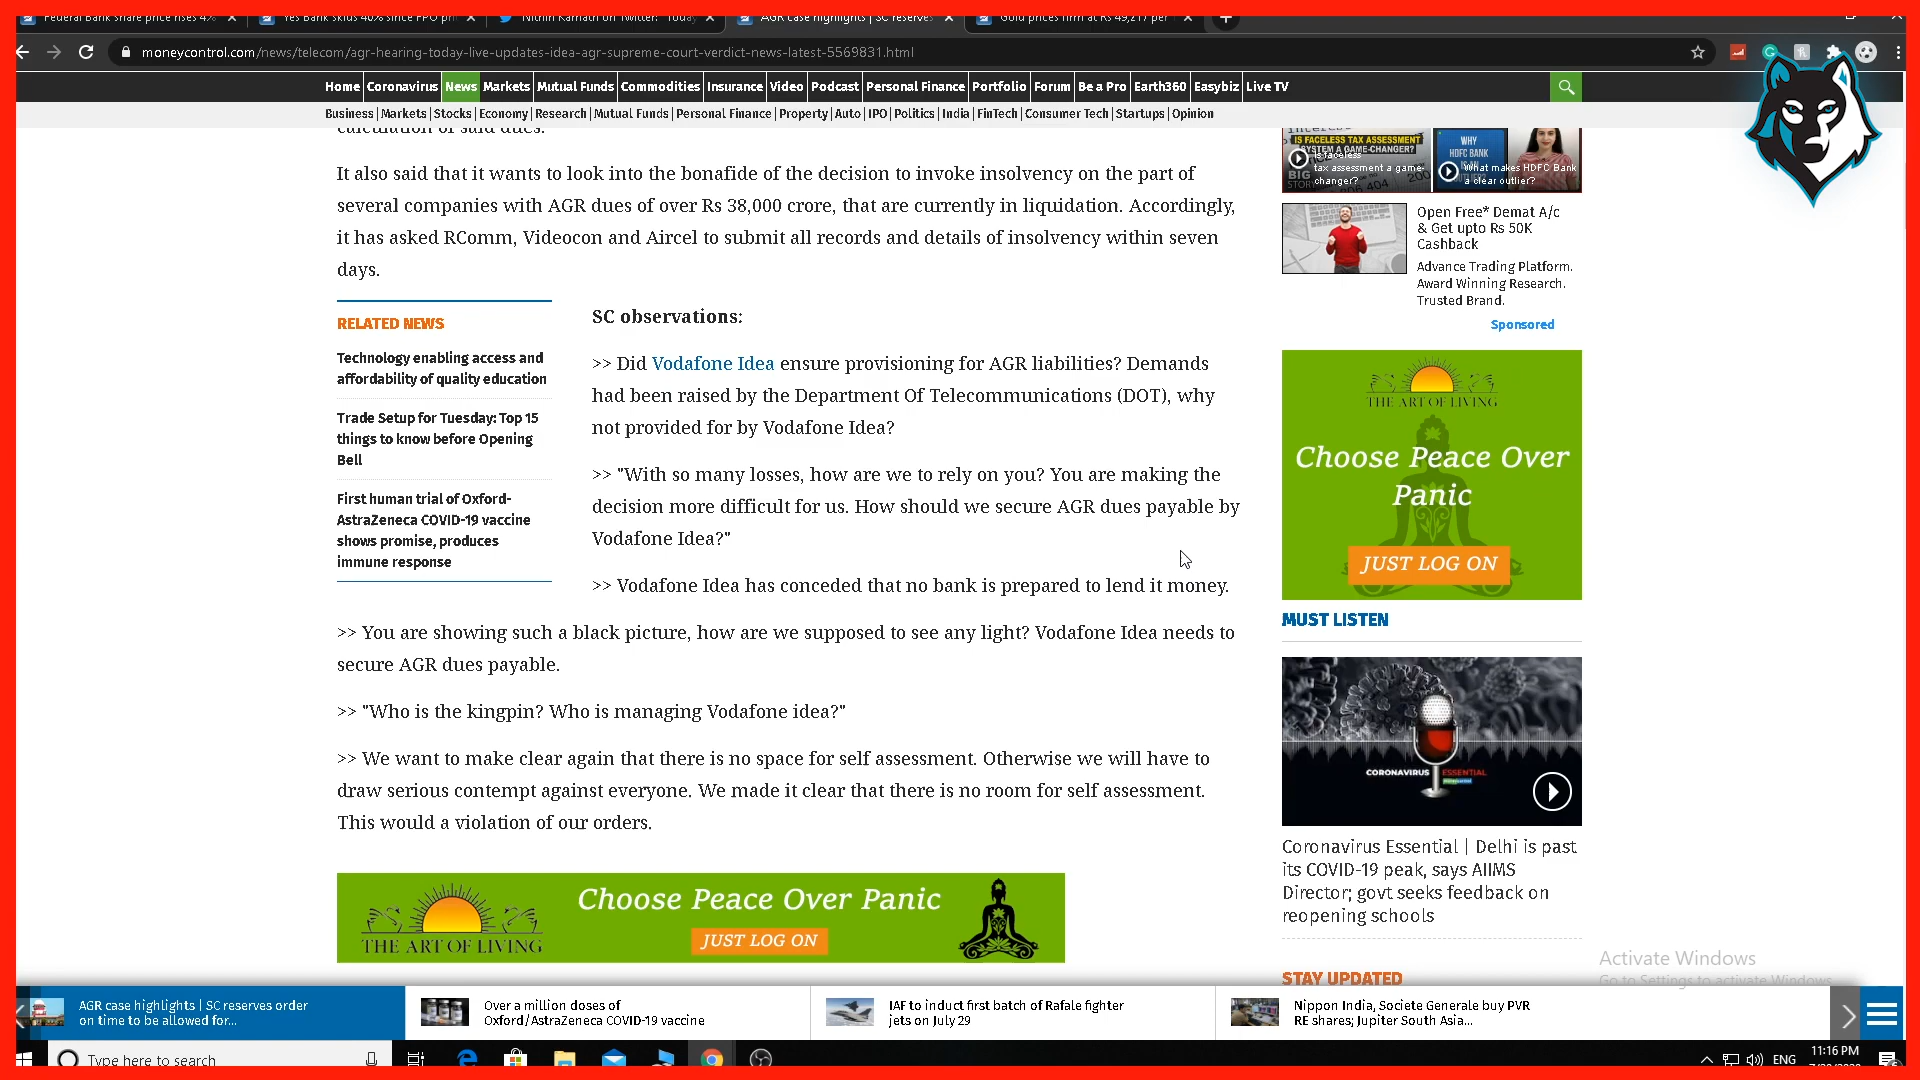 Federal Bank share price rises 4%
Yes Bank skids 40% since FPO pri
Nithin Kamath on Twitter: "Today
AGR case highlights | SC reserves
Gold prices firm at Rs 49,217 per
moneycontrol.com/news/telecom/agr-hearing-today-live-updates-idea-agr-supreme-court-verdict-news-latest-5569831.html
Home Coronavirus News Markets Mutual Funds Commodities Insurance Video Podcast Personal Finance Portfolio Forum Be a Pro Earth360 Easybiz Live TV
Business | Markets | Stocks | Economy | Research | Mutual Funds | Personal Finance | Property | Auto | IPO | Politics | India | FinTech | Consumer Tech | Startups | Opinion
calculation of said dues.
It also said that it wants to look into the bonafide of the decision to invoke insolvency on the part of
several companies with AGR dues of over Rs 38,000 crore, that are currently in liquidation. Accordingly,
it has asked RComm, Videocon and Aircel to submit all records and details of insolvency within seven
days.
RELATED NEWS
Technology enabling access and
affordability of quality education
Trade Setup for Tuesday: Top 15
things to know before Opening
Bell
First human trial of Oxford-
AstraZeneca COVID-19 vaccine
shows promise, produces
immune response
SC observations:
>> Did Vodafone Idea ensure provisioning for AGR liabilities? Demands
had been raised by the Department Of Telecommunications (DOT), why
not provided for by Vodafone Idea?
>> "With so many losses, how are we to rely on you? You are making the
decision more difficult for us. How should we secure AGR dues payable by
Vodafone Idea?"
>> Vodafone Idea has conceded that no bank is prepared to lend it money.
>> You are showing such a black picture, how are we supposed to see any light? Vodafone Idea needs to
secure AGR dues payable.
>> "Who is the kingpin? Who is managing Vodafone idea?"
>> We want to make clear again that there is no space for self assessment. Otherwise we will have to
draw serious contempt against everyone. We made it clear that there is no room for self assessment.
This would a violation of our orders.
THE ART OF LIVING
Choose Peace Over Panic
JUST LOG ON
IS FACELESS TAX ASSESSMENT
SYSTEM A GAME-CHANGER?
Is faceless
tax assessment a game-
changer?
BIG
STORY
WHY
HDFC BANK
What makes HDFC Bank
a clear outlier?
Open Free* Demat A/c
& Get upto Rs 50K
Cashback
Advance Trading Platform.
Award Winning Research.
Trusted Brand.
Sponsored
THE ART OF LIVING
Choose Peace Over
Panic
JUST LOG ON
MUST LISTEN
CORONAVIRUS ESSENTIAL
Coronavirus Essential | Delhi is past
its COVID-19 peak, says AIIMS
Director; govt seeks feedback on
reopening schools
STAY UPDATED
Activate Windows
Go to Settings to activate Windows.
AGR case highlights | SC reserves order
on time to be allowed for...
Over a million doses of
Oxford/AstraZeneca COVID-19 vaccine
IAF to induct first batch of Rafale fighter
jets on July 29
Nippon India, Societe Generale buy PVR
RE shares; Jupiter South Asia...
Type here to search
ENG
11:16 PM